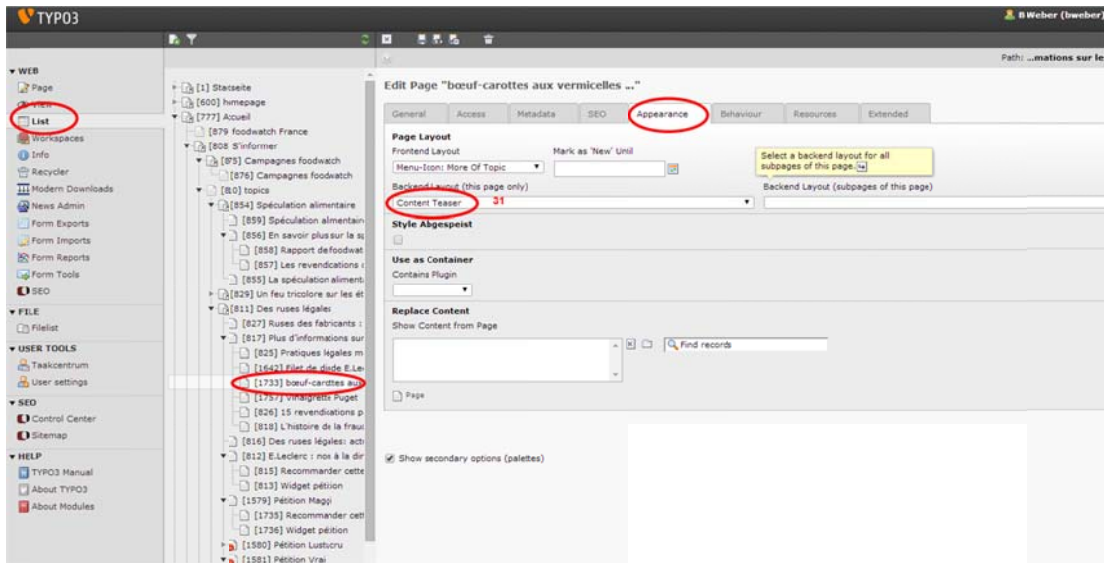 TYPO3
B Weber (bweber)
Path: ...mations sur le
WEB
Page
View
List
Workspaces
Info
Recycler
Modern Downloads
News Admin
Form Exports
Form Imports
Form Reports
Form Tools
SEO
FILE
Filelist
USER TOOLS
Taakcentrum
User settings
SEO
Control Center
Sitemap
HELP
TYPO3 Manual
About TYPO3
About Modules
[1] Startseite
[600] homepage
[777] Accueil
[879 foodwatch France
[808 S'informer
[875] Campagnes foodwatch
[876] Campagnes foodwatch
[810] topics
[854] Spéculation alimentaire
[859] Spéculation alimentain
[856] En savoir plus sur la sp
[858] Rapport de foodwat
[857] Les revendications c
[855] La spéculation aliment
[829] Un feu tricolore sur les ét
[811] Des ruses légales
[827] Ruses des fabricants :
[817] Plus d'informations sur
[825] Pratiques légales m
[1642] Filet de dinde E.Le
[1733] bœuf-carottes aux
[1757] Vinaigrette Puget
[826] 15 revendications p
[818] L'histoire de la frau
[816] Des ruses légales: act
[812] E.Leclerc : non à la dir
[815] Recommander cette
[813] Widget pétition
[1579] Pétition Maggi
[1735] Recommander cett
[1736] Widget pétition
[1580] Pétition Lustucru
[1581] Pétition Vrai
Edit Page "bœuf-carottes aux vermicelles ..."
General Access Metadata SEO Appearance Behaviour Resources Extended
Page Layout
Frontend Layout Mark as 'New' Until
Menu-Icon: More Of Topic
Select a backend layout for all
subpages of this page.
Backend Layout (this page only) Backend Layout (subpages of this page)
Content Teaser 31
Style Abgespeist
Use as Container
Contains Plugin
Replace Content
Show Content from Page
Find records
Page
Show secondary options (palettes)